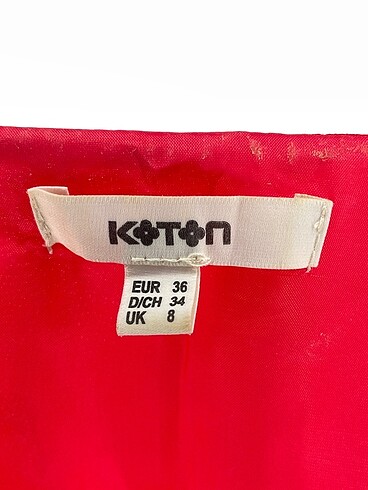 KOTON
EUR 36
D/CH 34
UK 8